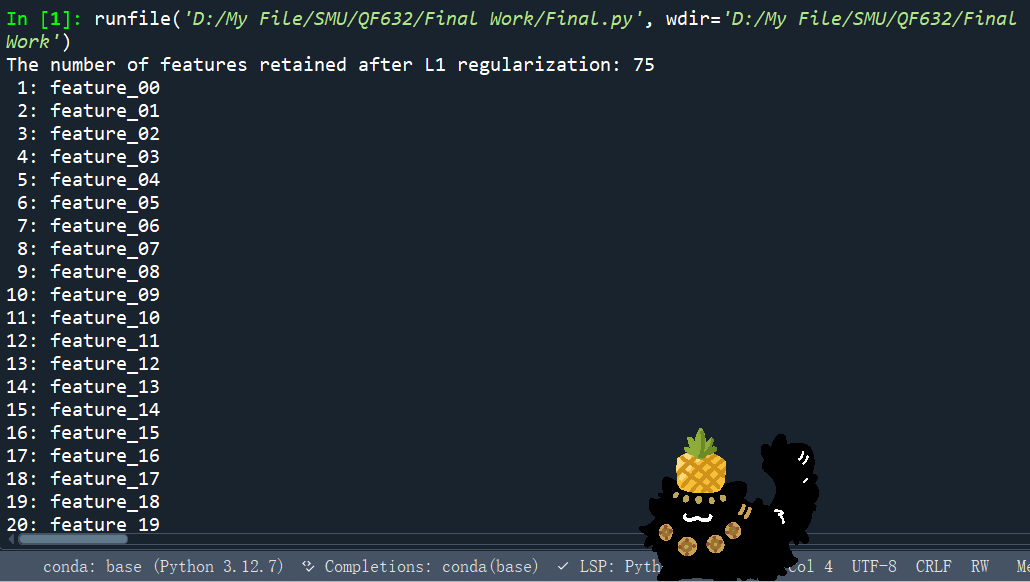 In [1]: runfile('D:/My File/SMU/QF632/Final Work/Final.py', wdir='D:/My File/SMU/QF632/Final
Work')
The number of features retained after L1 regularization: 75
1: feature_00
2: feature_01
3: feature_02
4: feature_03
5: feature_04
6: feature_05
7: feature_06
8: feature_07
9: feature_08
10: feature_09
11: feature_10
12: feature_11
13: feature_12
14: feature_13
15: feature_14
16: feature_15
17: feature_16
18: feature_17
19: feature_18
20: feature_19
conda: base (Python 3.12.7) Completions: conda(base) ✓ LSP: Col 4 UTF-8 CRLF RW